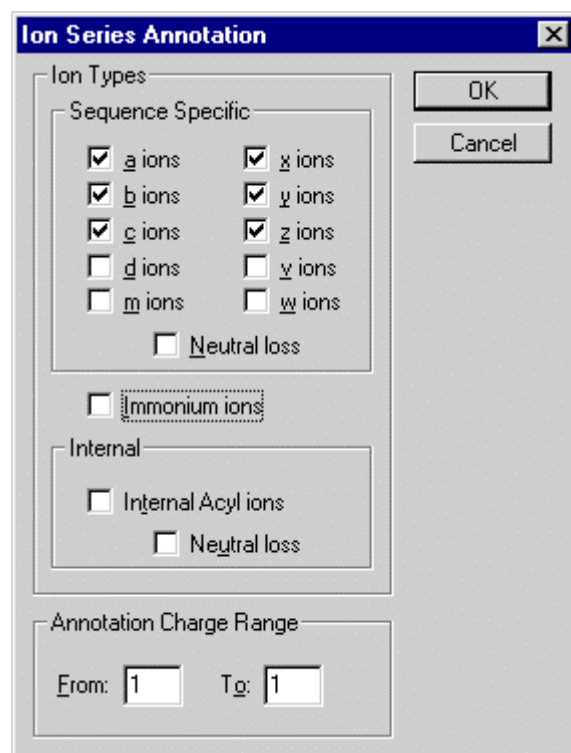 Ion Series Annotation
Ion Types
OK
Sequence Specific
Cancel
a ions x ions
b ions y ions
c ions z ions
d ions v ions
m ions w ions
Neutral loss
Immonium ions
Internal
Internal Acyl ions
Neutral loss
Annotation Charge Range
From: 1 To: 1